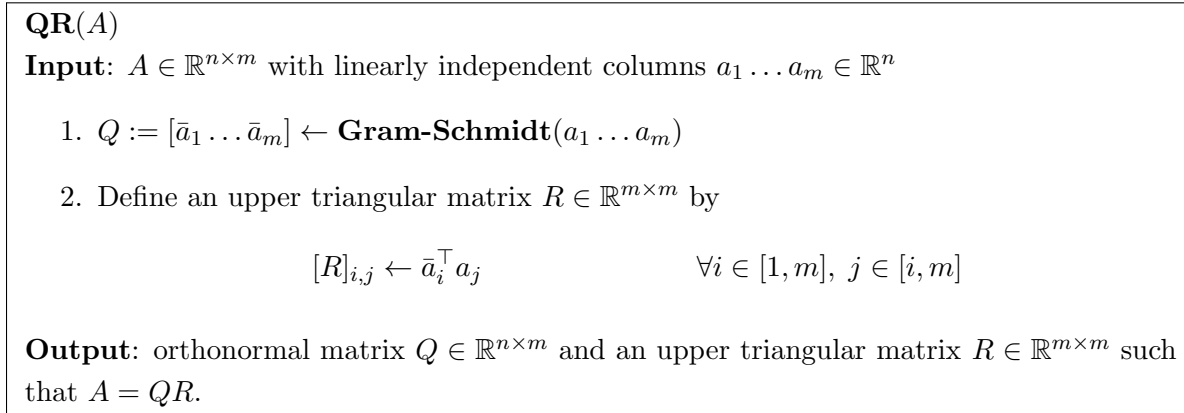 QR(A)
Input: A ∈ ℝ^{n×m} with linearly independent columns a_1 … a_m ∈ ℝ^n
1. Q := [ā_1 … ā_m] ← Gram-Schmidt(a_1 … a_m)
2. Define an upper triangular matrix R ∈ ℝ^{m×m} by
[R]_{i,j} ← ā_i^⊤ a_j ∀i ∈ [1, m], j ∈ [i, m]
Output: orthonormal matrix Q ∈ ℝ^{n×m} and an upper triangular matrix R ∈ ℝ^{m×m} such
that A = QR.